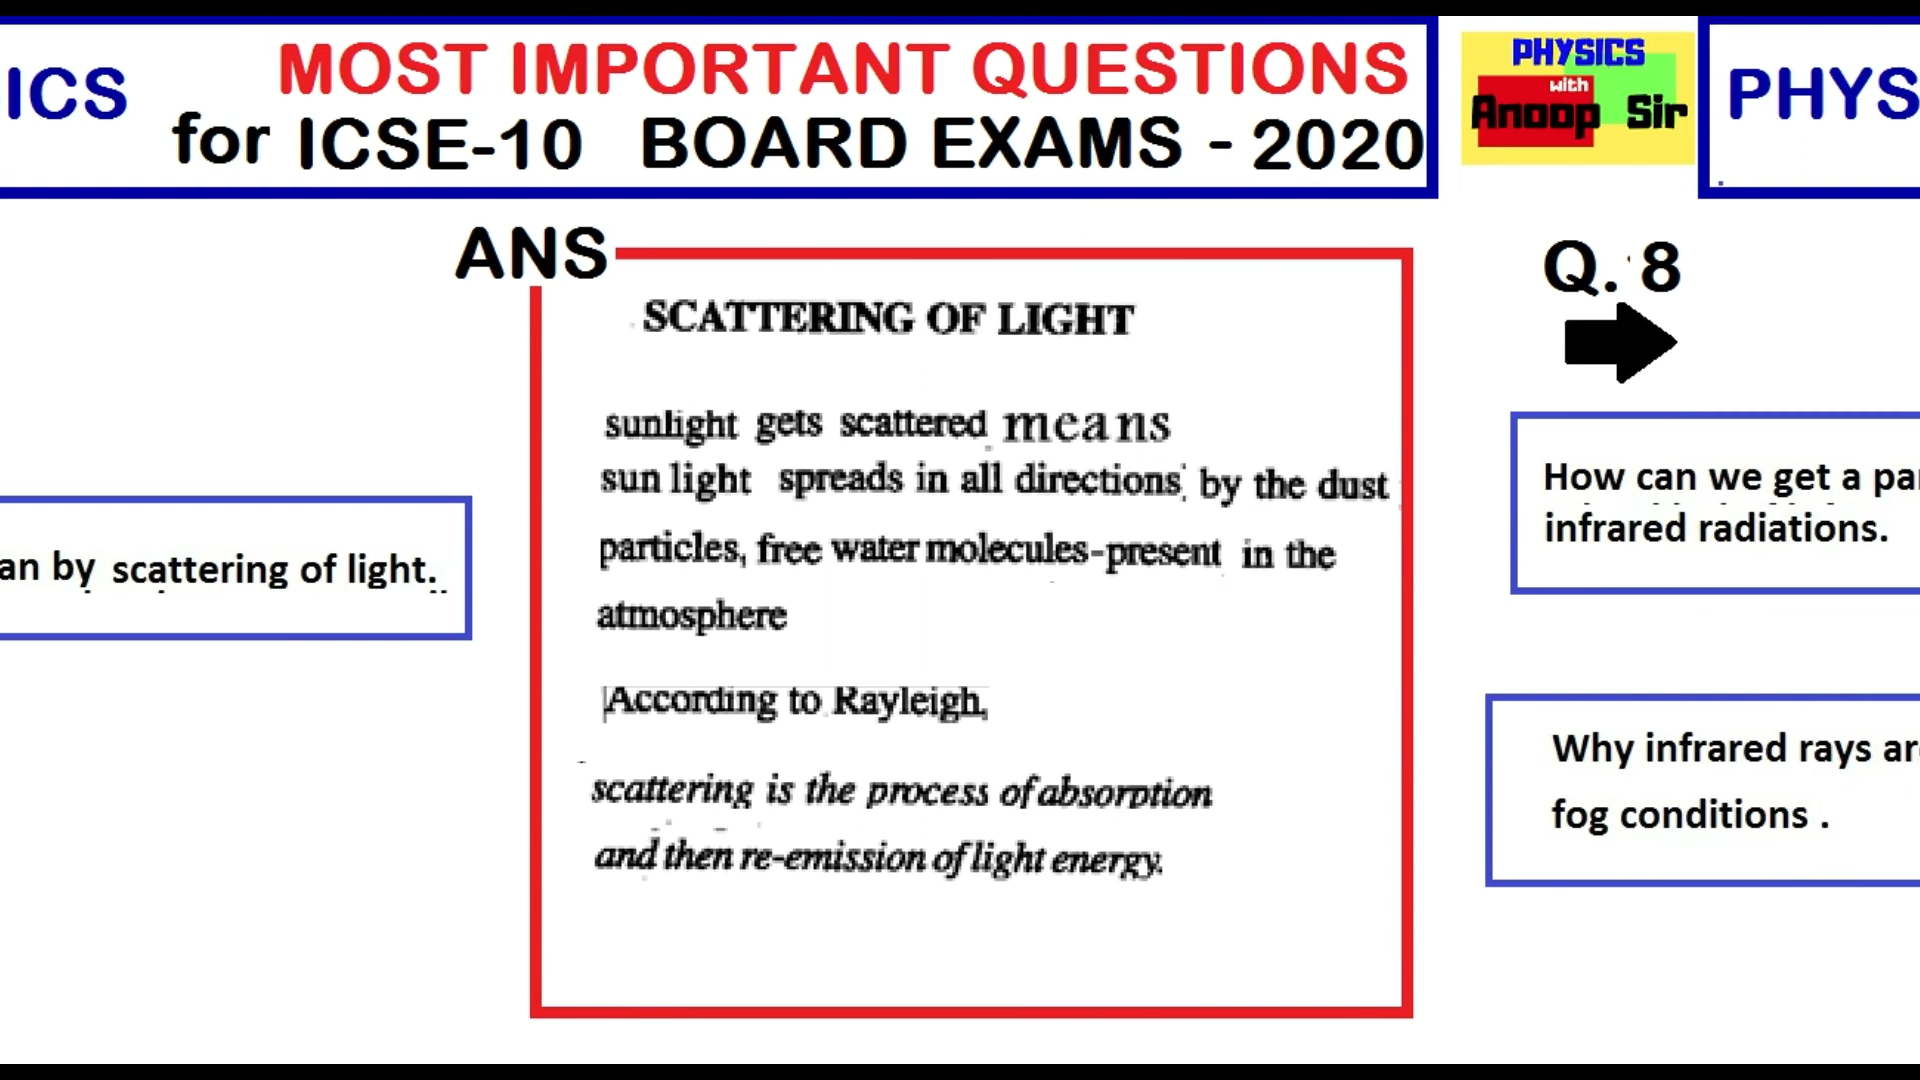 ICS
MOST IMPORTANT QUESTIONS
for ICSE-10 BOARD EXAMS - 2020
PHYSICS
with
Anoop Sir
PHYS
an by scattering of light.
ANS
SCATTERING OF LIGHT
sunlight gets scattered means
sun light spreads in all directions by the dust
particles, free water molecules-present in the
atmosphere
According to Rayleigh,
scattering is the process of absorption
and then re-emission of light energy.
Q. 8
How can we get a pa
infrared radiations.
Why infrared rays ar
fog conditions .